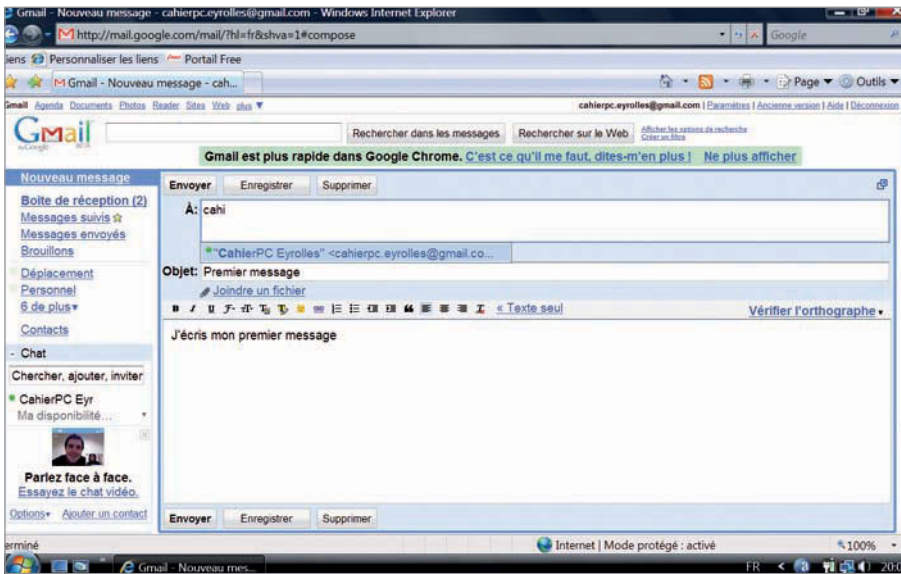 Gmail - Nouveau message - cahierpc.eyrolles@gmail.com - Windows Internet Explorer
http://mail.google.com/mail/?hl=fr&shva=1#compose
Google
iens Personnaliser les liens Portail Free
Gmail - Nouveau message - cah...
Page Outils
Gmail Agenda Documents Photos Reader Sites Web plus
cahierpc.eyrolles@gmail.com | Paramètres | Ancienne version | Aide | Déconnexion
Gmail
by Google BETA
Rechercher dans les messages Rechercher sur le Web Afficher les options de recherche
Créer un filtre
Gmail est plus rapide dans Google Chrome. C'est ce qu'il me faut, dites-m'en plus ! Ne plus afficher
Nouveau message
Boîte de réception (2)
Messages suivis
Messages envoyés
Brouillons
Déplacement
Personnel
6 de plus
Contacts
- Chat
Chercher, ajouter, inviter
CahierPC Eyr
Ma disponibilité...
Parlez face à face.
Essayez le chat vidéo.
Options Ajouter un contact
Envoyer Enregistrer Supprimer
À: cahi
"CahierPC Eyrolles" <cahierpc.eyrolles@gmail.co...
Objet: Premier message
Joindre un fichier
« Texte seul
Vérifier l'orthographe
J'écris mon premier message
Envoyer Enregistrer Supprimer
erminé
Internet | Mode protégé : activé
100%
Gmail - Nouveau mes...
FR
20:0